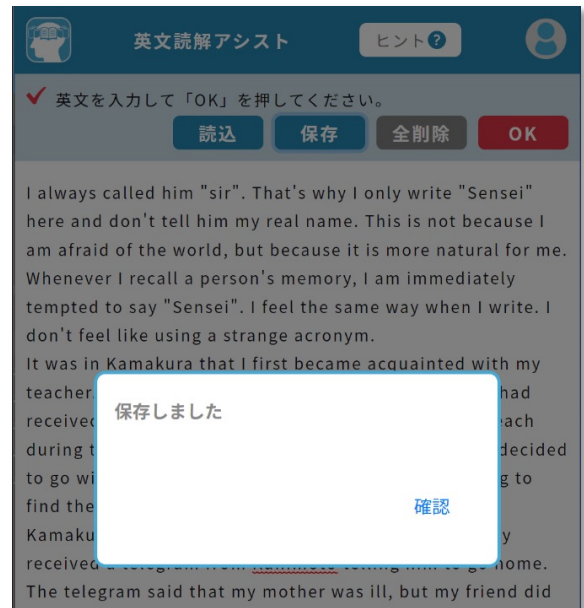 英文読解アシスト
ヒント?
英文を入力して「OK」を押してください。
読込 保存 全削除 OK
I always called him "sir". That's why I only write "Sensei"
here and don't tell him my real name. This is not because I
am afraid of the world, but because it is more natural for me.
Whenever I recall a person's memory, I am immediately
tempted to say "Sensei". I feel the same way when I write. I
don't feel like using a strange acronym.
It was in Kamakura that I first became acquainted with my
teacher had
received each
during t decided
to go wi g to
find the
Kamaku y
received a telegram from to go home.
The telegram said that my mother was ill, but my friend did
保存しました
確認